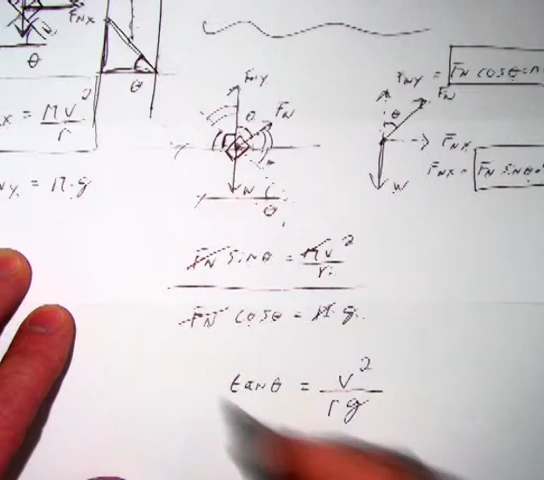 FNX
θ
θ
x = Mv²/r
Ny = M.g
FNY
θ
FN
W
θ
FNY = FN cosθ = m
FN
θ
FNX
FNX = FN sinθ
W
FN sinθ = Mv²/r
FN cosθ = M.g
tanθ = v²/rg